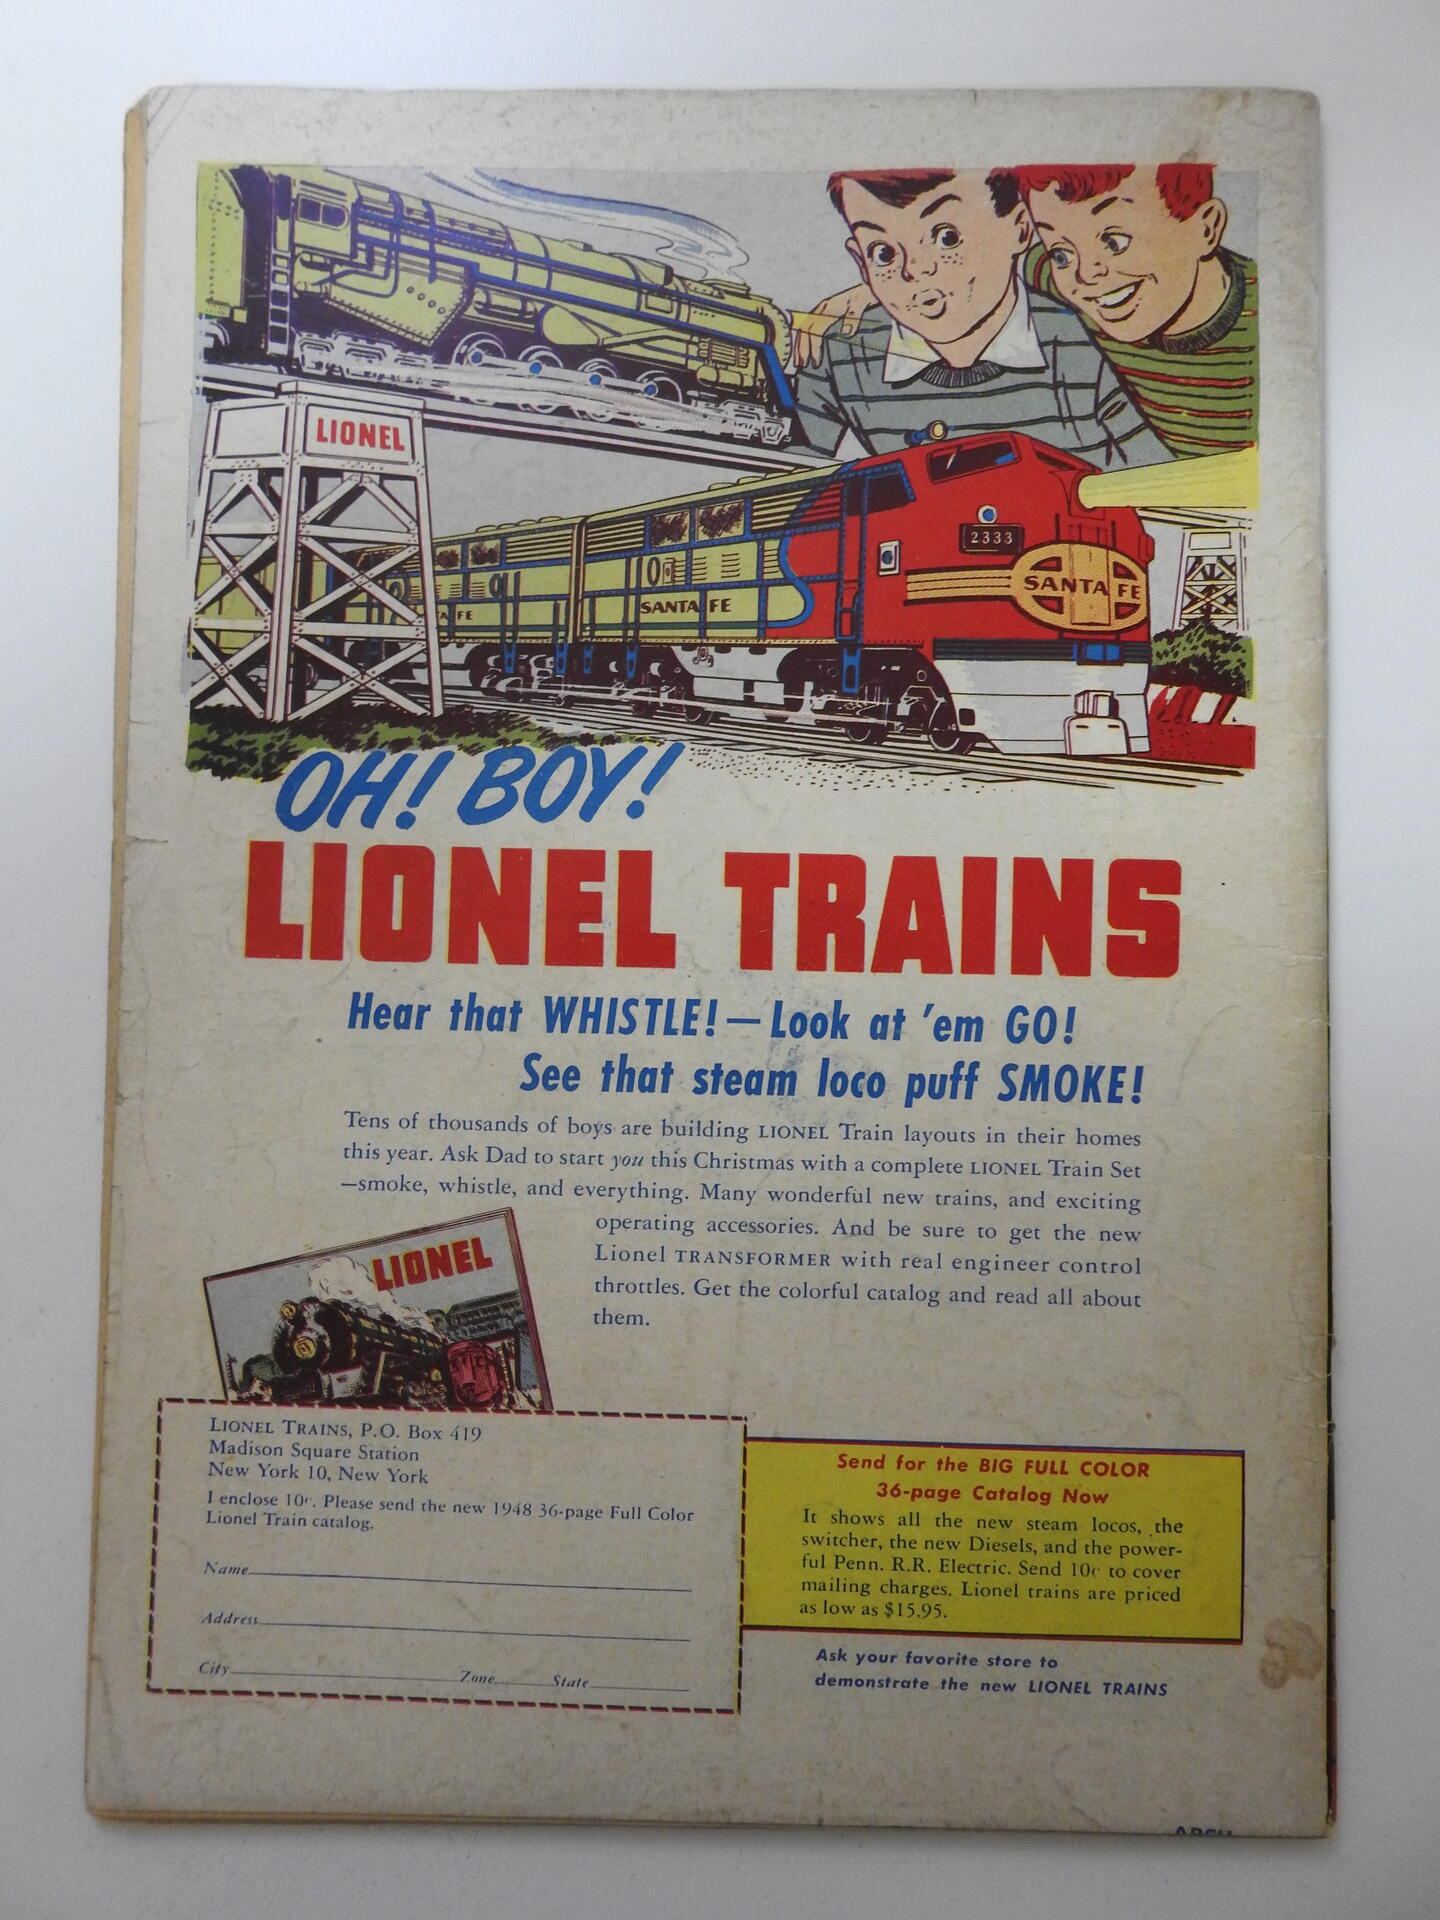 LIONEL
2333
SANTA FE
SANTA FE
FE
OH! BOY!
LIONEL TRAINS
Hear that WHISTLE! — Look at 'em GO!
See that steam loco puff SMOKE!
Tens of thousands of boys are building LIONEL Train layouts in their homes
this year. Ask Dad to start you this Christmas with a complete LIONEL Train Set
—smoke, whistle, and everything. Many wonderful new trains, and exciting
operating accessories. And be sure to get the new
Lionel TRANSFORMER with real engineer control
throttles. Get the colorful catalog and read all about
them.
LIONEL
LIONEL TRAINS, P.O. Box 419
Madison Square Station
New York 10, New York
I enclose 10c. Please send the new 1948 36-page Full Color
Lionel Train catalog.
Name
Address
City Zone State
Send for the BIG FULL COLOR
36-page Catalog Now
It shows all the new steam locos, the
switcher, the new Diesels, and the power-
ful Penn. R.R. Electric. Send 10c to cover
mailing charges. Lionel trains are priced
as low as $15.95.
Ask your favorite store to
demonstrate the new LIONEL TRAINS